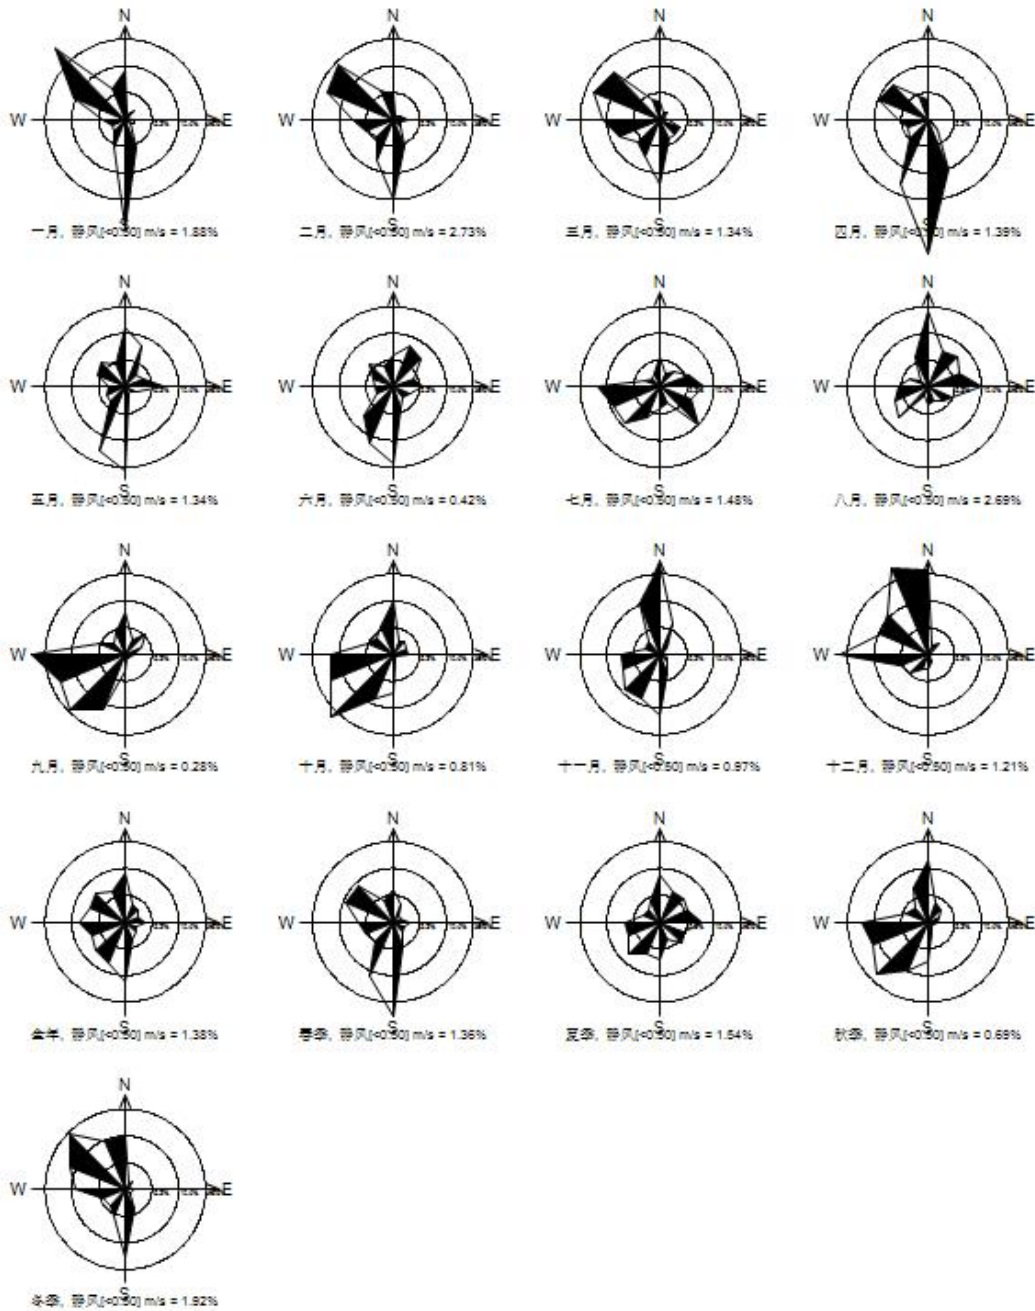 N N N N
W E W E W E W E
S S S S
一月, 静风[<0.50] m/s = 1.88% 二月, 静风[<0.50] m/s = 2.73% 三月, 静风[<0.50] m/s = 1.34% 四月, 静风[<0.50] m/s = 1.39%
N N N N
W E W E W E W E
S S S S
五月, 静风[<0.50] m/s = 1.34% 六月, 静风[<0.50] m/s = 0.42% 七月, 静风[<0.50] m/s = 1.48% 八月, 静风[<0.50] m/s = 2.69%
N N N N
W E W E W E W E
S S S S
九月, 静风[<0.50] m/s = 0.28% 十月, 静风[<0.50] m/s = 0.81% 十一月, 静风[<0.50] m/s = 0.97% 十二月, 静风[<0.50] m/s = 1.21%
N N N N
W E W E W E W E
S S S S
全年, 静风[<0.50] m/s = 1.38% 春季, 静风[<0.50] m/s = 1.36% 夏季, 静风[<0.50] m/s = 1.54% 秋季, 静风[<0.50] m/s = 0.69%
N
W E
S
冬季, 静风[<0.50] m/s = 1.92%